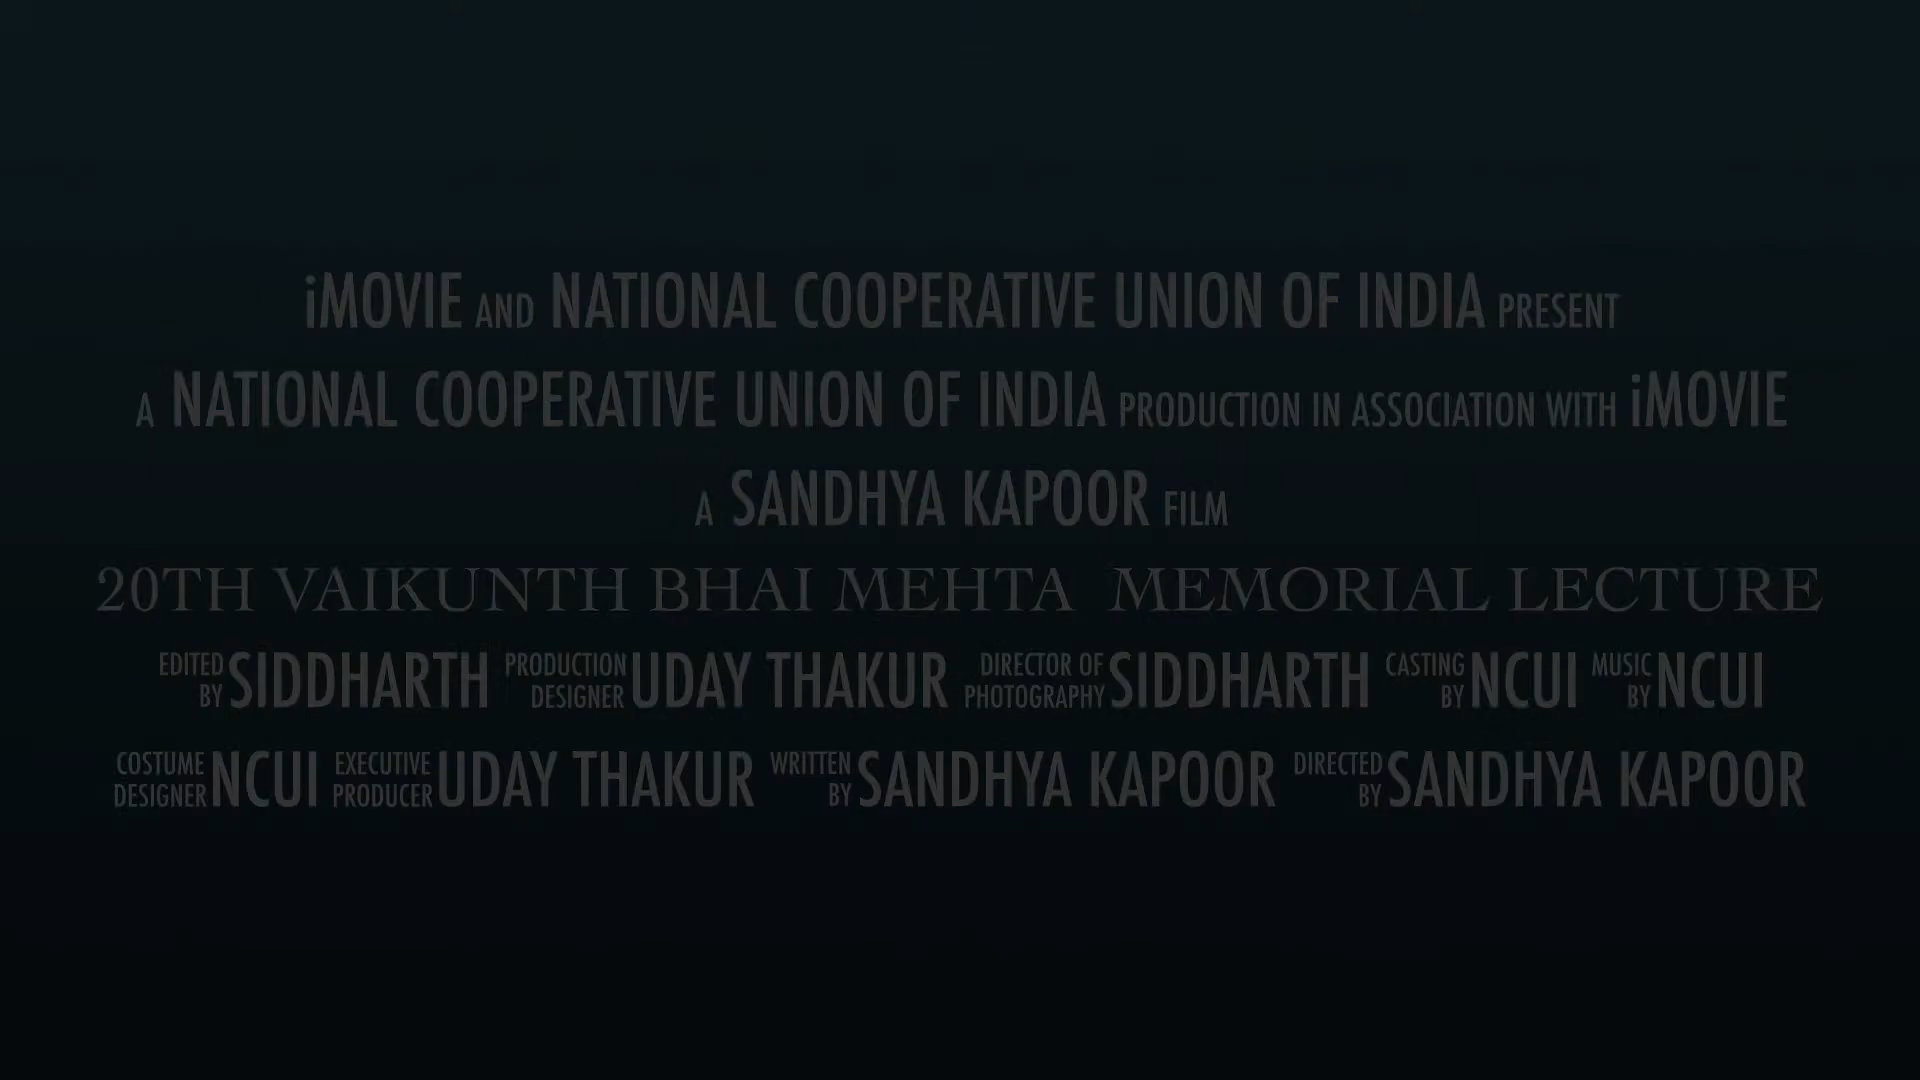 iMOVIE AND NATIONAL COOPERATIVE UNION OF INDIA PRESENT
A NATIONAL COOPERATIVE UNION OF INDIA PRODUCTION IN ASSOCIATION WITH iMOVIE
A SANDHYA KAPOOR FILM
20TH VAIKUNTH BHAI MEHTA MEMORIAL LECTURE
EDITED BY SIDDHARTH PRODUCTION DESIGNER UDAY THAKUR DIRECTOR OF PHOTOGRAPHY SIDDHARTH CASTING BY NCUI MUSIC BY NCUI
COSTUME DESIGNER NCUI EXECUTIVE PRODUCER UDAY THAKUR WRITTEN BY SANDHYA KAPOOR DIRECTED BY SANDHYA KAPOOR